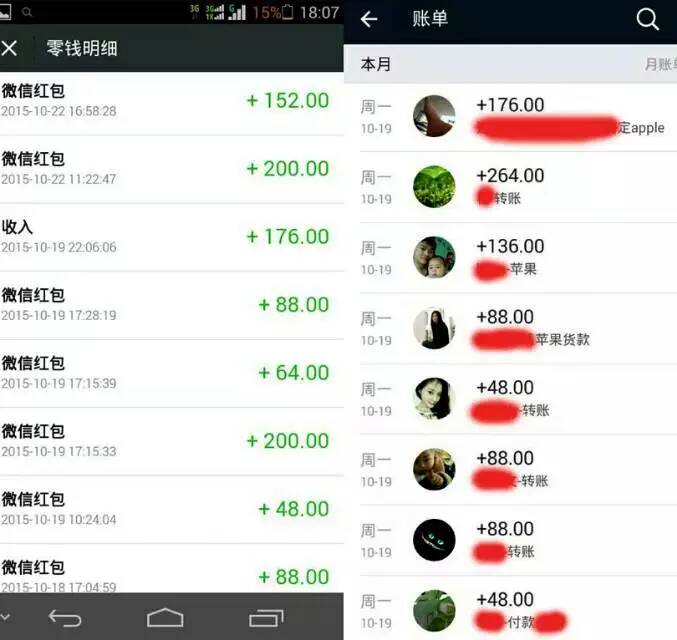 3G 3G 1X 15% 18:07
零钱明细
微信红包
2015-10-22 16:58:28
+ 152.00
微信红包
2015-10-22 11:22:47
+ 200.00
收入
2015-10-19 22:06:06
+ 176.00
微信红包
2015-10-19 17:28:19
+ 88.00
微信红包
2015-10-19 17:15:39
+ 64.00
微信红包
2015-10-19 17:15:33
+ 200.00
微信红包
2015-10-19 10:24:04
+ 48.00
微信红包
2015-10-18 17:04:59
+ 88.00
账单
本月
月账单
周一
10-19
+176.00
定apple
周一
10-19
+264.00
转账
周一
10-19
+136.00
-苹果
周一
10-19
+88.00
苹果货款
周一
10-19
+48.00
-转账
周一
10-19
+88.00
-转账
周一
10-19
+88.00
转账
周一
10-19
+48.00
-付款